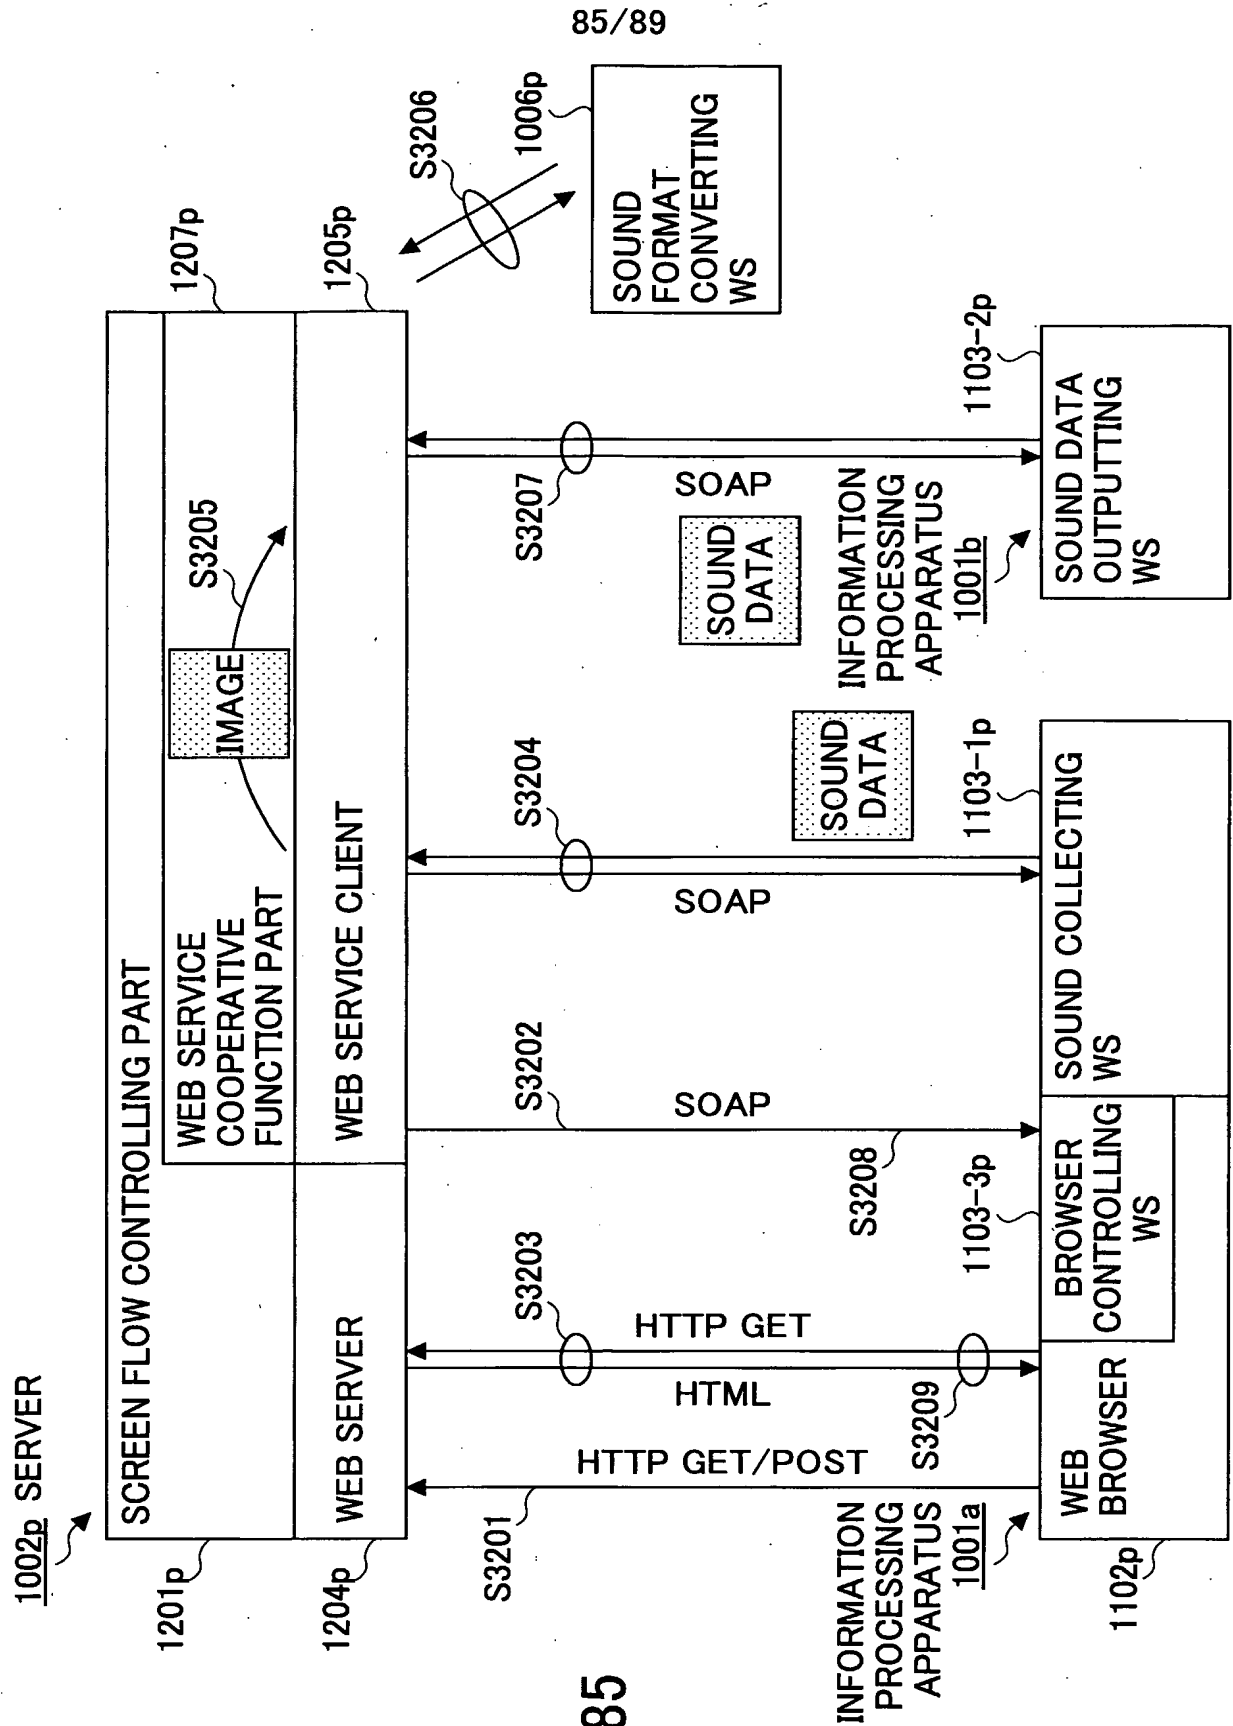 85/89
1002p SERVER
1201p
SCREEN FLOW CONTROLLING PART
1204p
WEB SERVER
WEB SERVICE
COOPERATIVE
FUNCTION PART
IMAGE
S3205
1207p
WEB SERVICE CLIENT
1205p
S3206
1006p
SOUND
FORMAT
CONVERTING
WS
S3201
HTTP GET/POST
S3203
HTTP GET
HTML
S3209
S3202
SOAP
S3208
S3204
SOAP
SOUND
DATA
S3207
SOAP
SOUND
DATA
INFORMATION
PROCESSING
APPARATUS
1001a
1102p
WEB
BROWSER
1103-3p
BROWSER
CONTROLLING
WS
1103-1p
SOUND COLLECTING
WS
INFORMATION
PROCESSING
APPARATUS
1001b
1103-2p
SOUND DATA
OUTPUTTING
WS
85